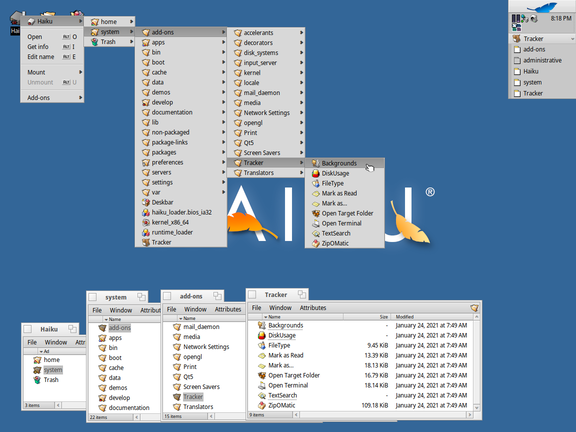 Haiku
Open ALT O
Get info ALT I
Edit name ALT E
Mount
Unmount ALT U
Add-ons
home
system
Trash
add-ons
apps
bin
boot
cache
data
demos
develop
documentation
lib
non-packaged
package-links
packages
preferences
servers
settings
var
Deskbar
haiku_loader.bios_ia32
kernel_x86_64
runtime_loader
Tracker
accelerants
decorators
disk_systems
input_server
kernel
locale
mail_daemon
media
Network Settings
opengl
Print
Qt5
Screen Savers
Tracker
Translators
Backgrounds
DiskUsage
FileType
Mark as Read
Mark as...
Open Target Folder
Open Terminal
TextSearch
ZipOMatic
8:18 PM
Tracker
add-ons
administrative
Haiku
system
Tracker
AIKU®
Haiku
File Window
Name
home
system
Trash
3 items
system
File Window Attribut
Name
add-ons
apps
bin
boot
cache
data
demos
develop
documentation
22 items
add-ons
File Window Attributes
Name
mail_daemon
media
Network Settings
opengl
Print
Qt5
Screen Savers
Tracker
Translators
15 items
Tracker
File Window Attributes
Name Size Modified
Backgrounds - January 24, 2021 at 7:49 AM
DiskUsage - January 24, 2021 at 7:49 AM
FileType 9.45 KiB January 24, 2021 at 7:49 AM
Mark as Read 13.39 KiB January 24, 2021 at 7:49 AM
Mark as... 18.13 KiB January 24, 2021 at 7:49 AM
Open Target Folder 16.79 KiB January 24, 2021 at 7:49 AM
Open Terminal 18.14 KiB January 24, 2021 at 7:49 AM
TextSearch - January 24, 2021 at 7:49 AM
ZipOMatic 109.18 KiB January 24, 2021 at 7:49 AM
9 items